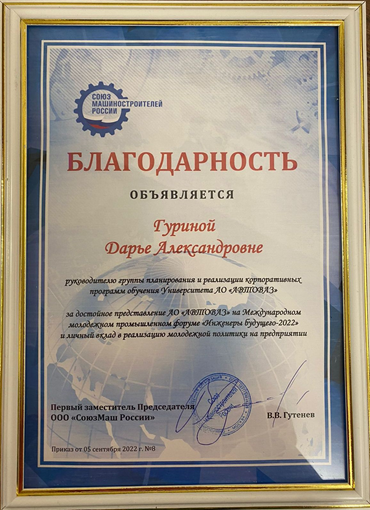 СОЮЗ
МАШИНОСТРОИТЕЛЕЙ
РОССИИ
БЛАГОДАРНОСТЬ
ОБЪЯВЛЯЕТСЯ
Гуриной
Дарье Александровне
руководителю группы планирования и реализации корпоративных
программ обучения Университета АО «АВТОВАЗ»
за достойное представление АО «АВТОВАЗ» на Международном
молодежном промышленном форуме «Инженеры будущего-2022»
и личный вклад в реализацию молодежной политики на предприятии
Первый заместитель Председателя
ООО «СоюзМаш России»
В.В. Гутенев
Приказ от 05 сентября 2022 г. №8